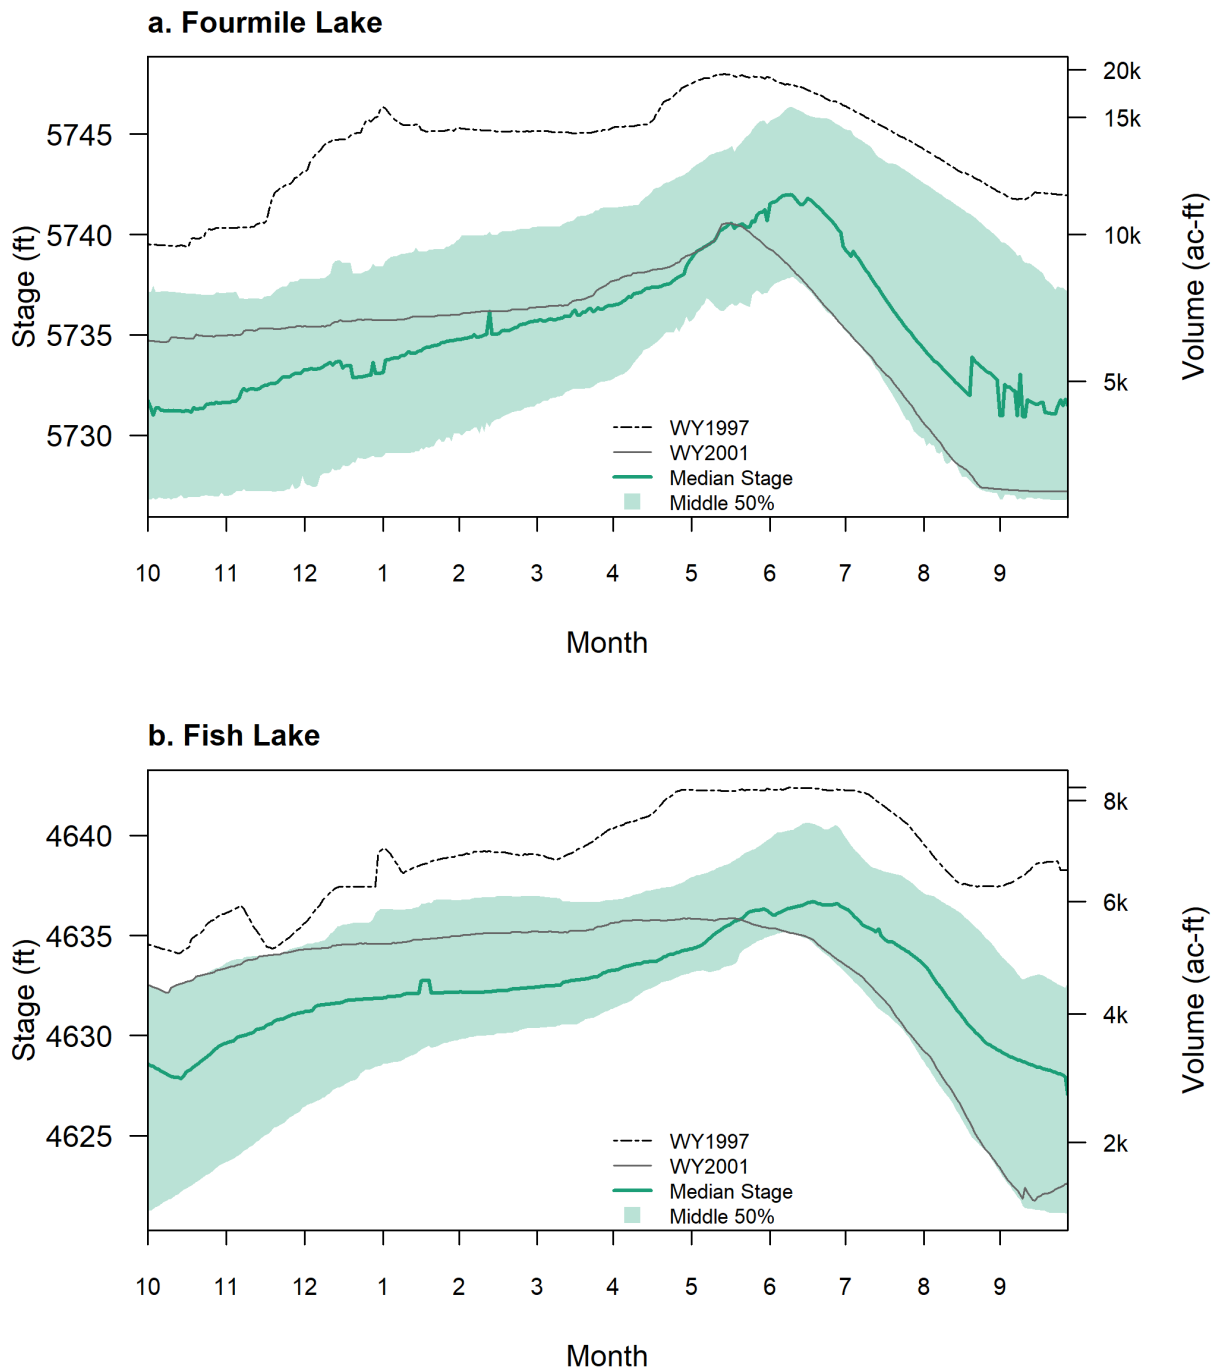 a. Fourmile Lake
Stage (ft)
5745
5740
5735
5730
20k
15k
10k
5k
Volume (ac-ft)
WY1997
WY2001
Median Stage
Middle 50%
10 11 12 1 2 3 4 5 6 7 8 9
Month
b. Fish Lake
Stage (ft)
4640
4635
4630
4625
8k
6k
4k
2k
Volume (ac-ft)
WY1997
WY2001
Median Stage
Middle 50%
10 11 12 1 2 3 4 5 6 7 8 9
Month